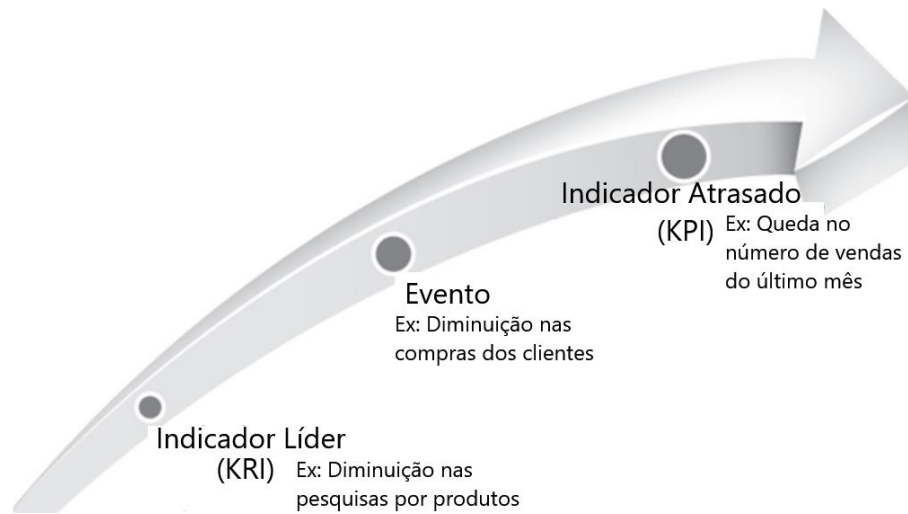 Indicador Atrasado
(KPI)
Ex: Queda no
número de vendas
do último mês
Evento
Ex: Diminuição nas
compras dos clientes
Indicador Líder
(KRI)
Ex: Diminuição nas
pesquisas por produtos